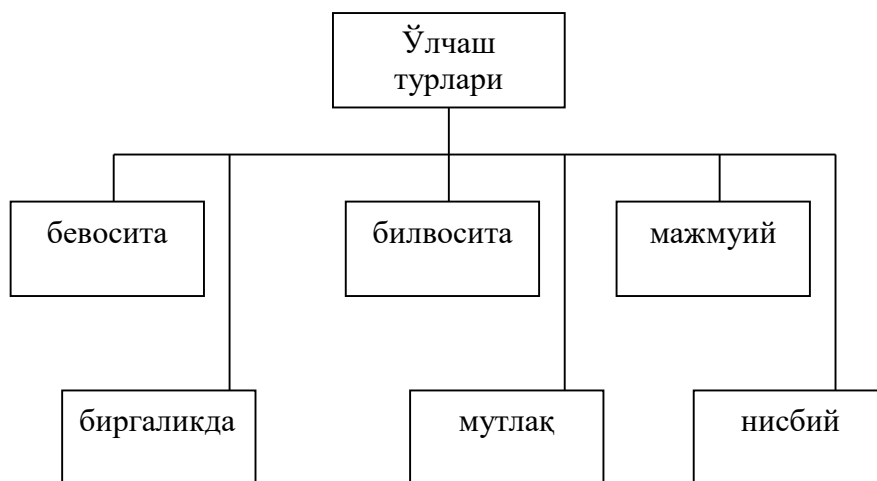 Ўлчаш
турлари
бевосита
билвосита
мажмуий
биргаликда
мутлақ
нисбий